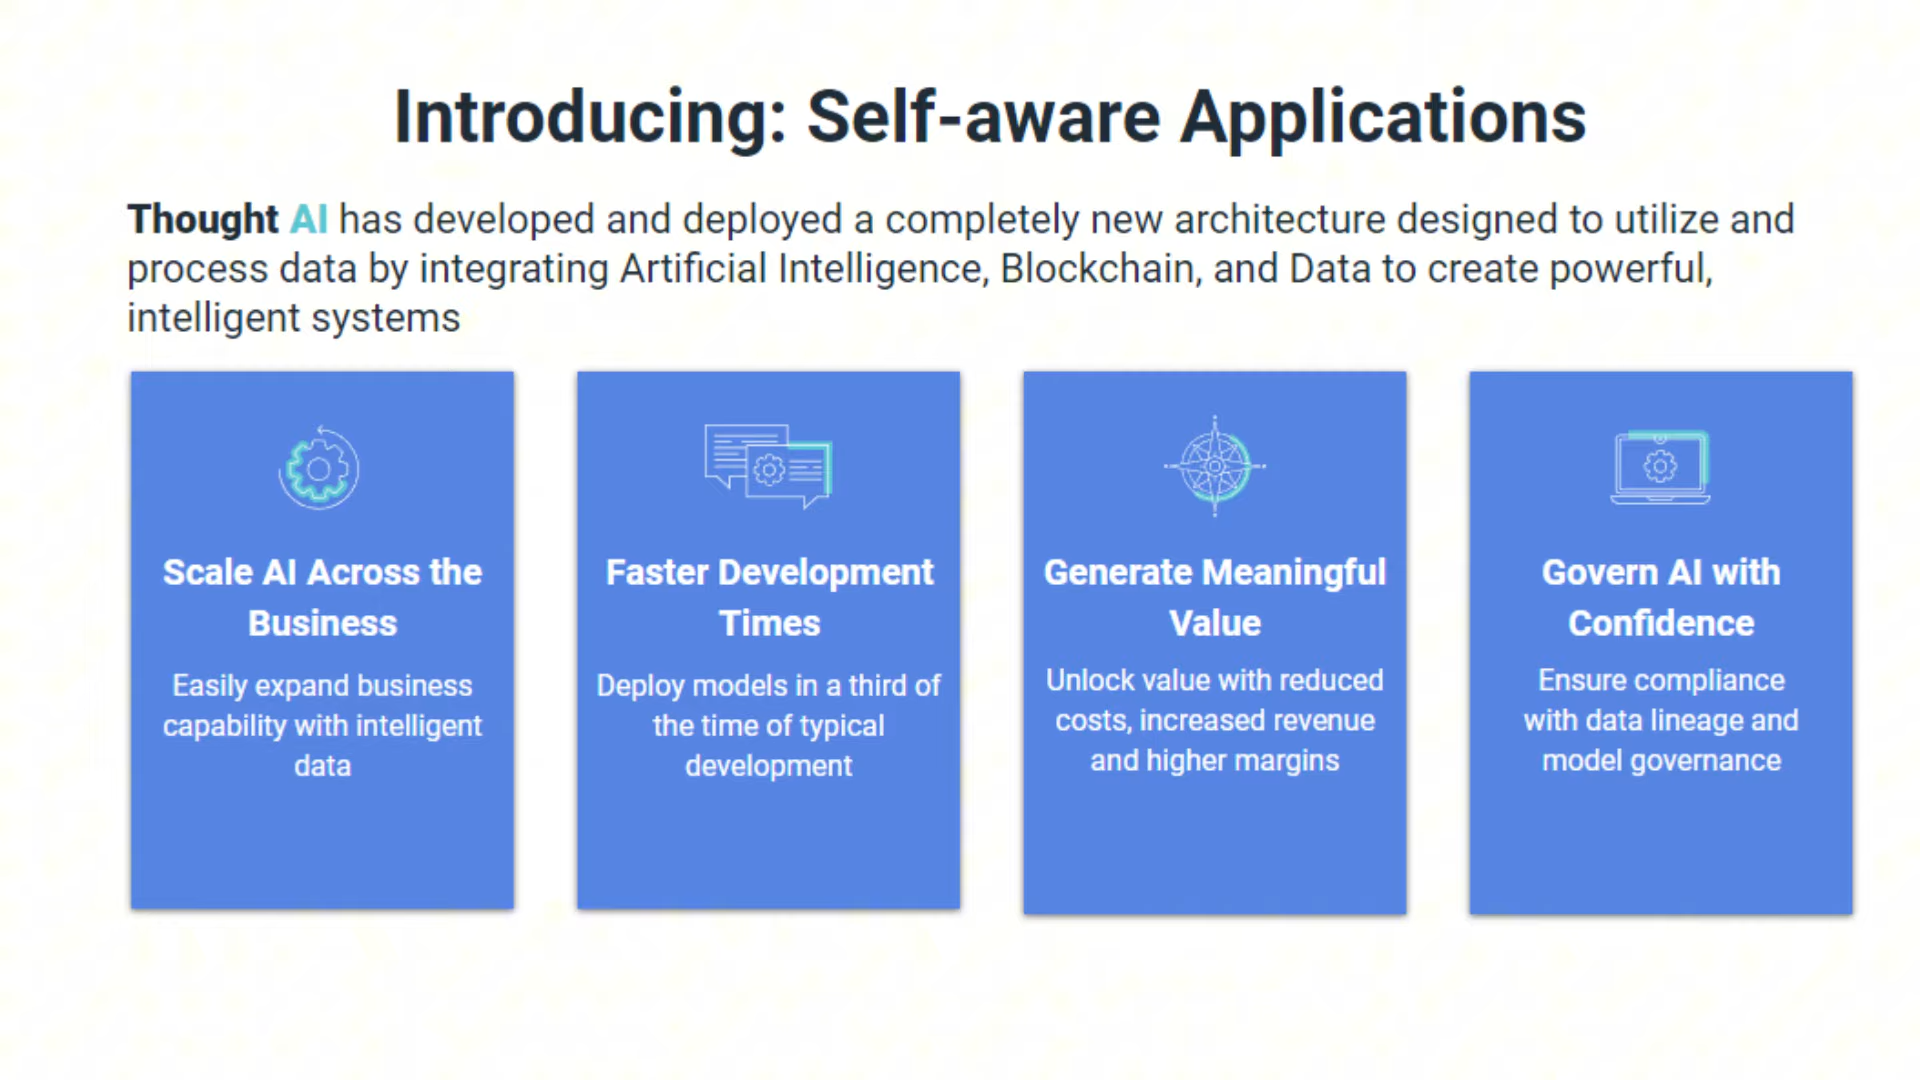 Introducing: Self-aware Applications
Thought AI has developed and deployed a completely new architecture designed to utilize and
process data by integrating Artificial Intelligence, Blockchain, and Data to create powerful,
intelligent systems
Scale AI Across the
Business
Easily expand business
capability with intelligent
data
Faster Development
Times
Deploy models in a third of
the time of typical
development
Generate Meaningful
Value
Unlock value with reduced
costs, increased revenue
and higher margins
Govern AI with
Confidence
Ensure compliance
with data lineage and
model governance